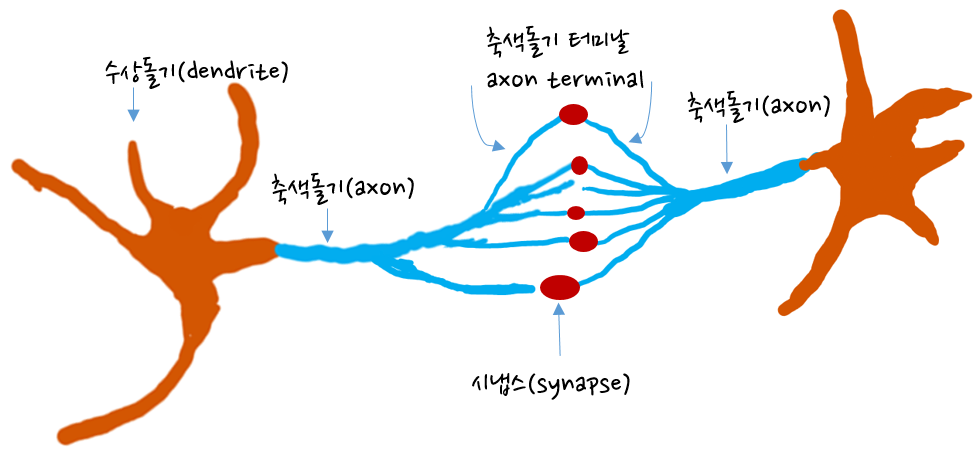 축색돌기 터미날
axon terminal
수상돌기(dendrite)
축색돌기(axon)
축색돌기(axon)
시냅스(synapse)